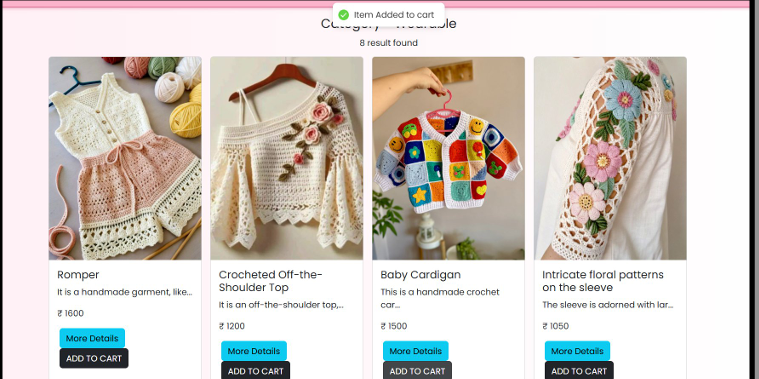 Item Added to cart
Category - Wearable
8 result found
Romper
It is a handmade garment, like...
₹ 1600
More Details
ADD TO CART
Crocheted Off-the-
Shoulder Top
It is an off-the-shoulder top,...
₹ 1200
More Details
ADD TO CART
Baby Cardigan
This is a handmade crochet
car...
₹ 1500
More Details
ADD TO CART
Intricate floral patterns
on the sleeve
The sleeve is adorned with lar...
₹ 1050
More Details
ADD TO CART